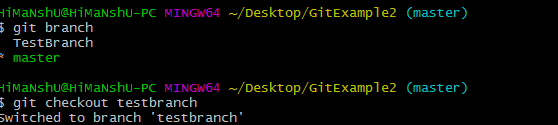 HiMaNshU@HiMaNshU-PC MINGW64 ~/Desktop/GitExample2 (master)
$ git branch
  TestBranch
* master
HiMaNshU@HiMaNshU-PC MINGW64 ~/Desktop/GitExample2 (master)
$ git checkout testbranch
Switched to branch 'testbranch'